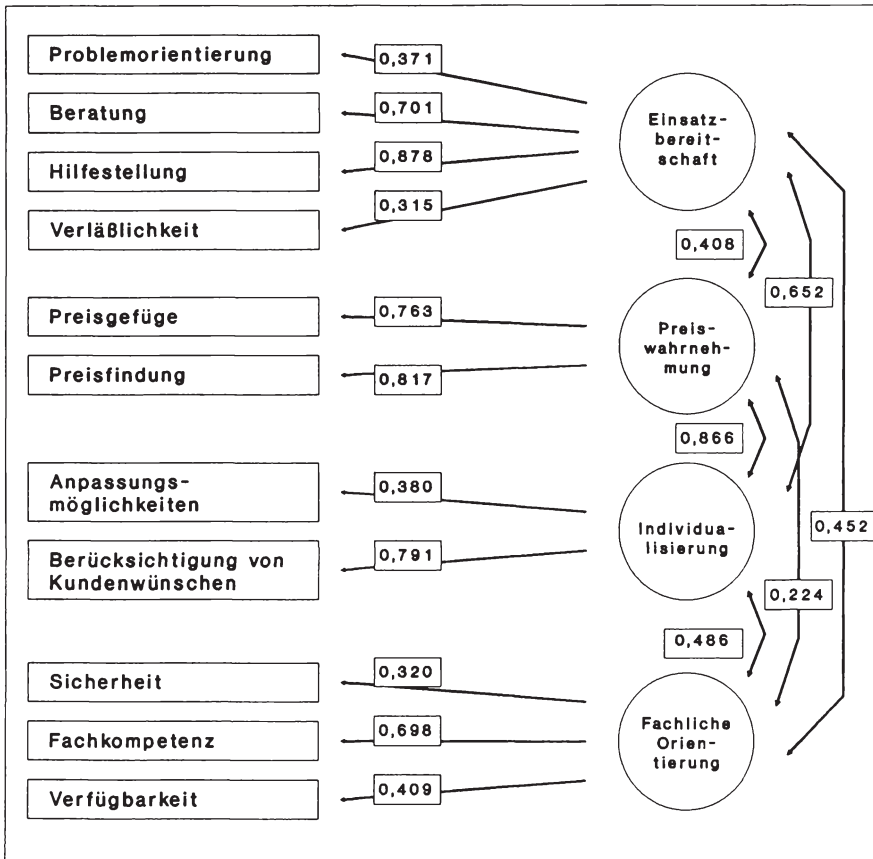 Problemorientierung
0,371
Beratung
0,701
Hilfestellung
0,878
Verläßlichkeit
0,315
Einsatz-
bereit-
schaft
0,408
0,652
Preisgefüge
0,763
Preisfindung
0,817
Preis-
wahrneh-
mung
0,866
Anpassungs-
möglichkeiten
0,380
Berücksichtigung von
Kundenwünschen
0,791
Individua-
lisierung
0,452
0,224
0,486
Sicherheit
0,320
Fachkompetenz
0,698
Verfügbarkeit
0,409
Fachliche
Orien-
tierung